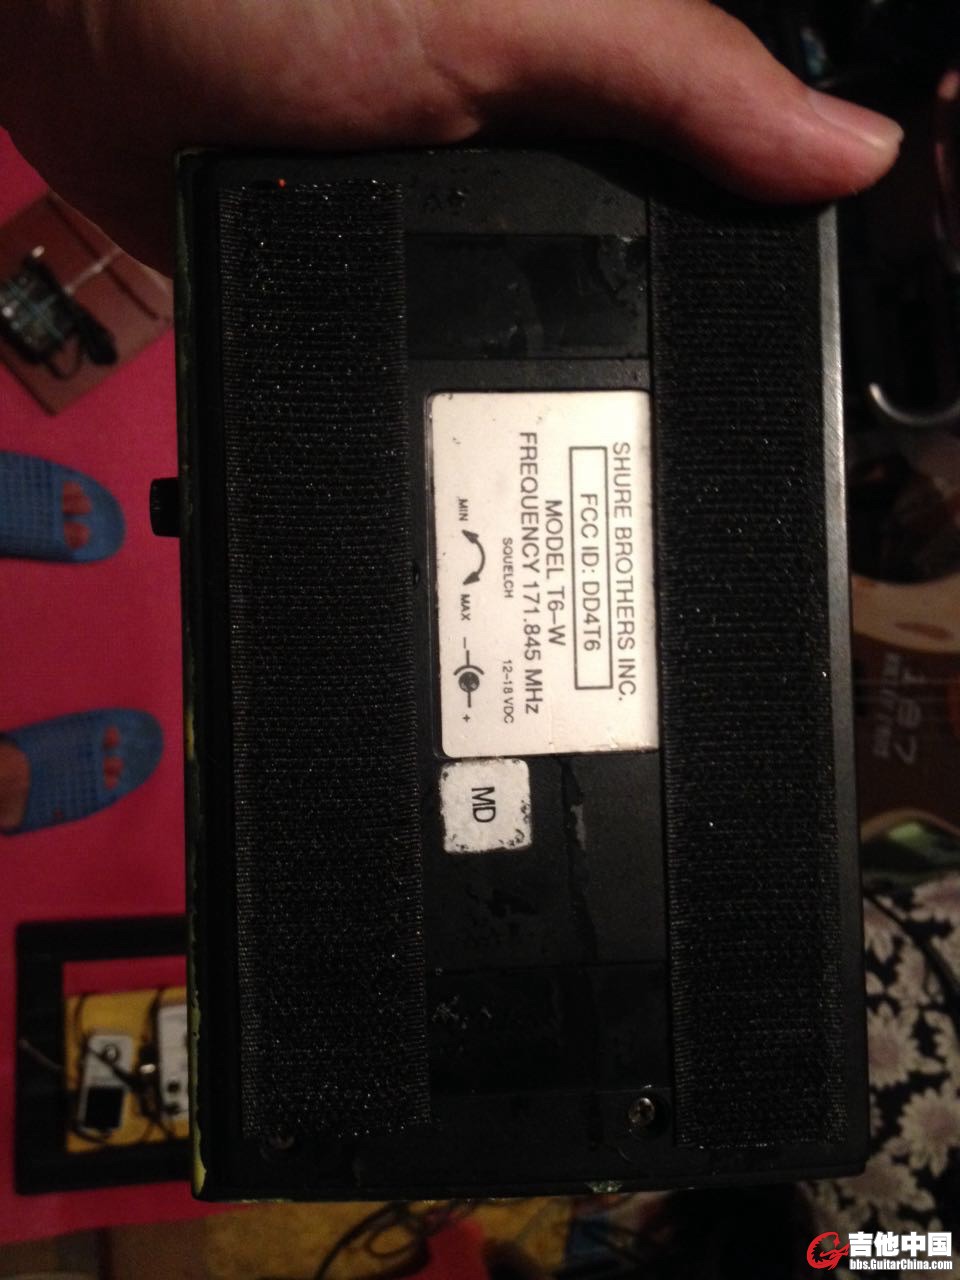 SHURE BROTHERS INC.
FCC ID: DD4T6
MODEL T6-W
FREQUENCY 171.845 MHz
SQUELCH
12-18 VDC
MIN
MAX
- +
MD
吉他中国
bbs.GuitarChina.com